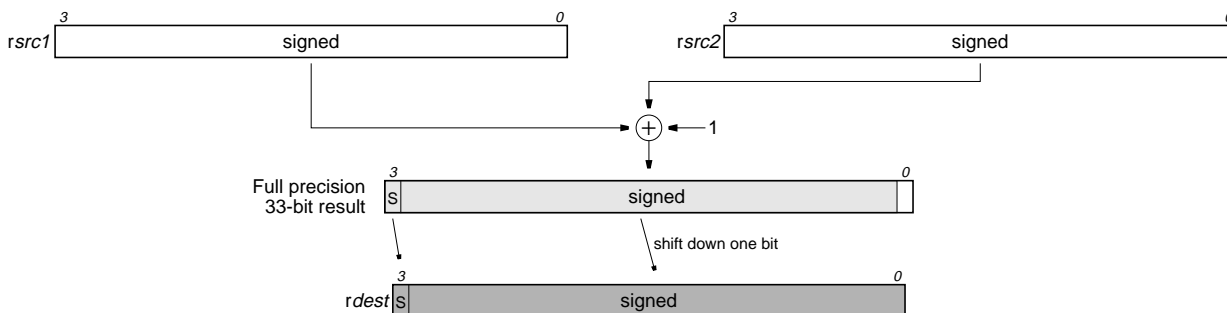 3 0 3
rsrc1 signed rsrc2 signed
+ 1
3 0
Full precision
33-bit result
S signed
shift down one bit
3 0
rdest S signed